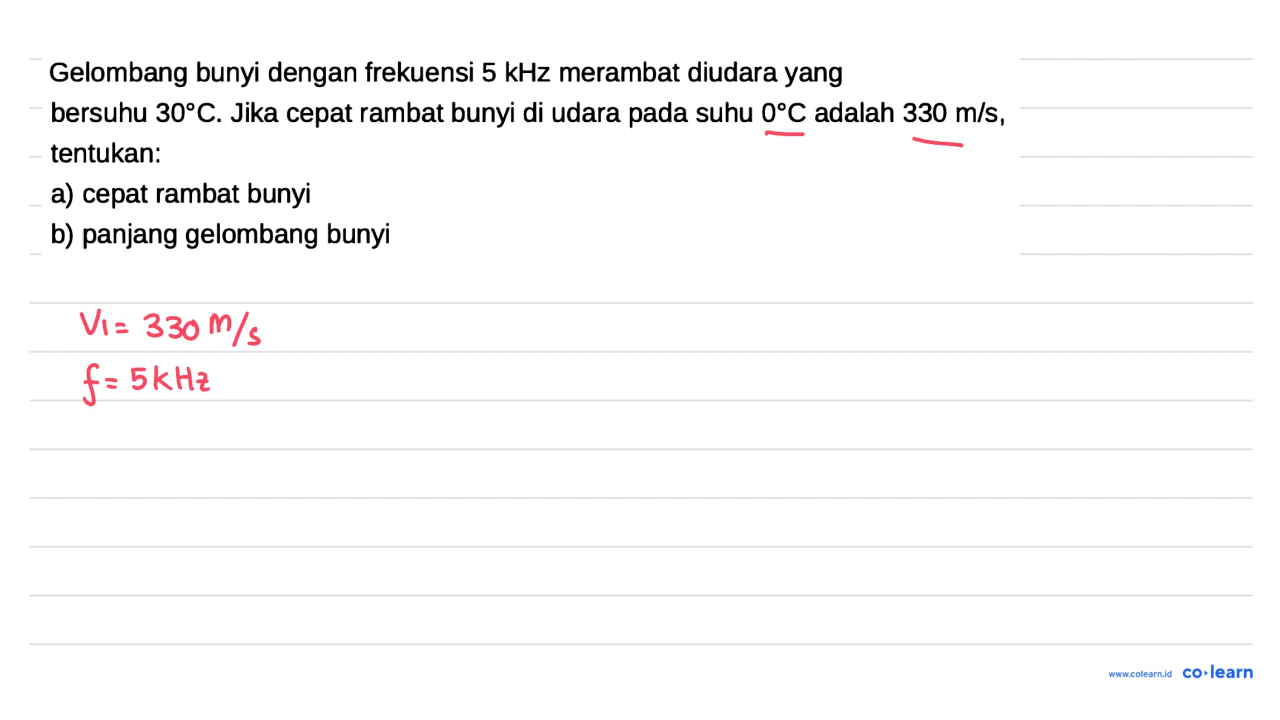 Gelombang bunyi dengan frekuensi 5 kHz merambat diudara yang
bersuhu 30°C. Jika cepat rambat bunyi di udara pada suhu 0°C adalah 330 m/s,
tentukan:
a) cepat rambat bunyi
b) panjang gelombang bunyi
V1 = 330 m/s
f = 5 kHz
www.colearn.id co·learn